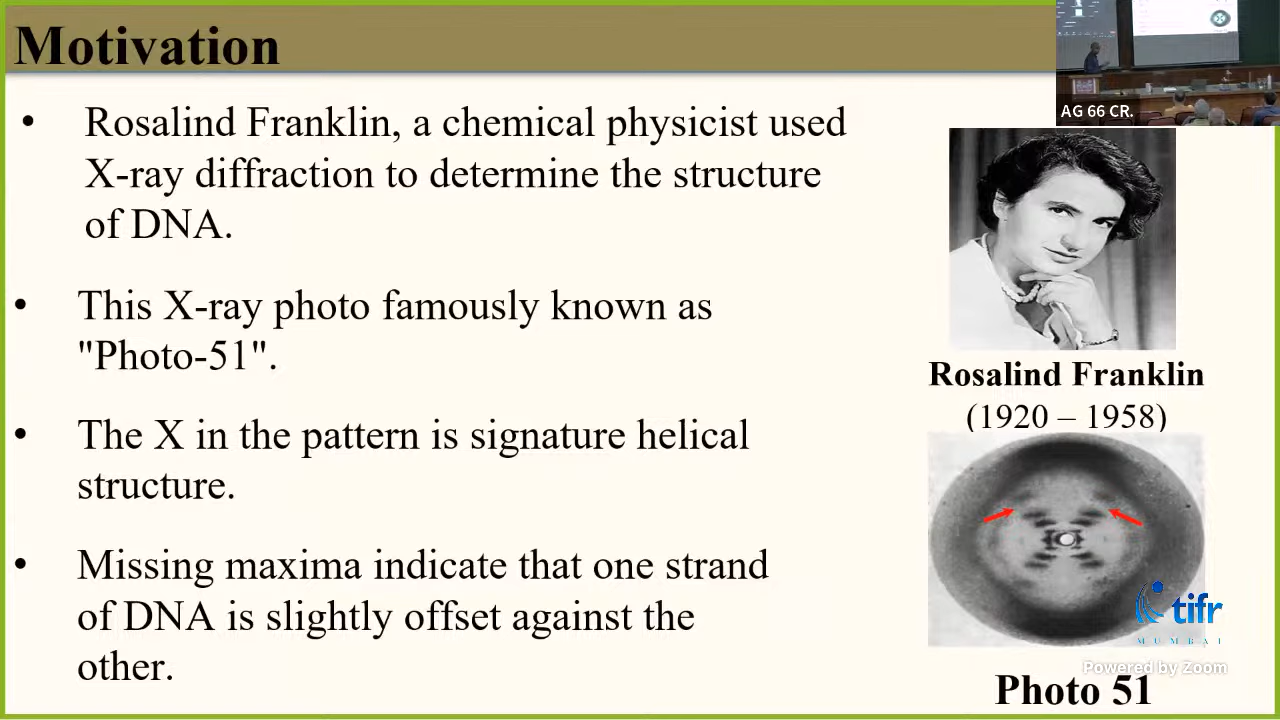 Motivation
AG 66 CR.
• Rosalind Franklin, a chemical physicist used
X-ray diffraction to determine the structure
of DNA.
• This X-ray photo famously known as
"Photo-51".
• The X in the pattern is signature helical
structure.
• Missing maxima indicate that one strand
of DNA is slightly offset against the
other.
Rosalind Franklin
(1920 – 1958)
tifr
MUMBAI
Powered by Zoom
Photo 51